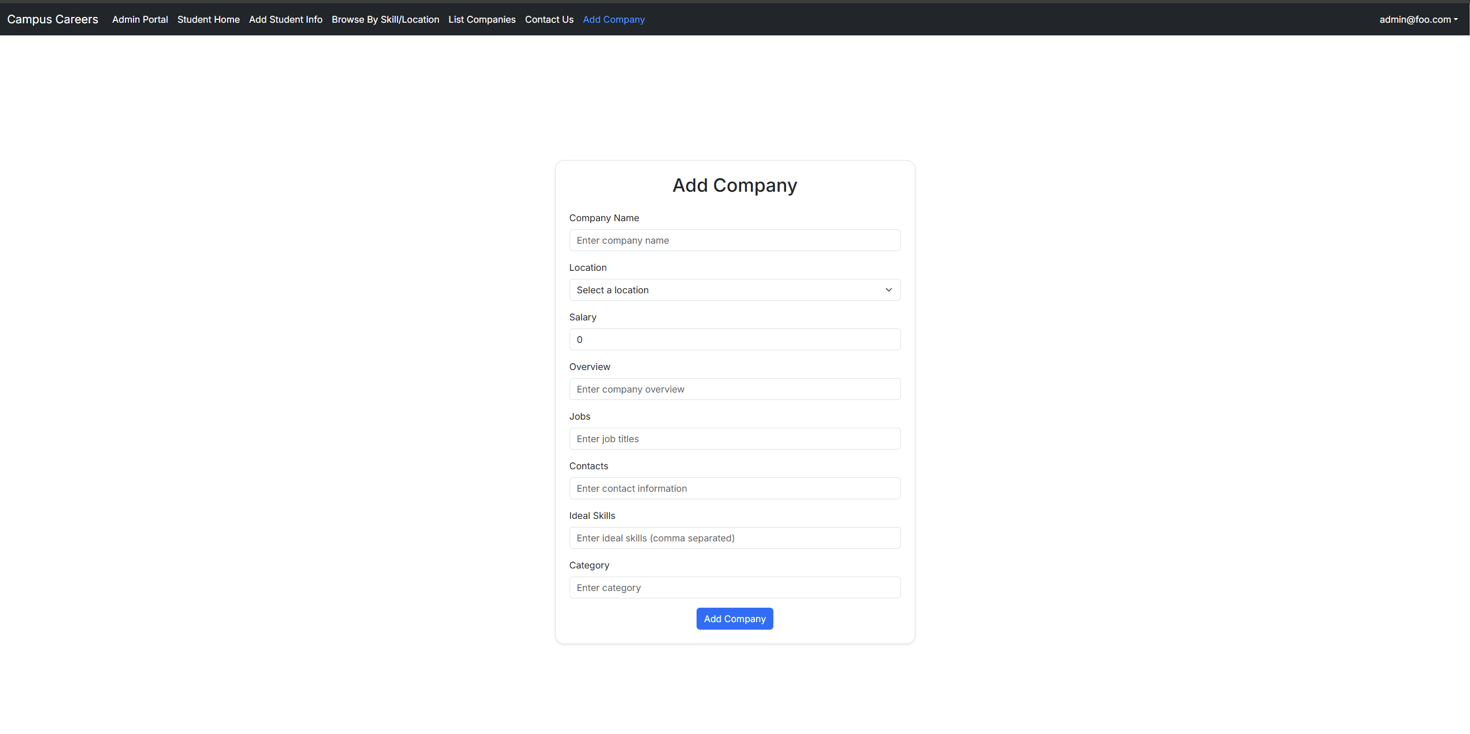 Campus Careers Admin Portal Student Home Add Student Info Browse By Skill/Location List Companies Contact Us Add Company admin@foo.com
Add Company
Company Name
Enter company name
Location
Select a location
Salary
0
Overview
Enter company overview
Jobs
Enter job titles
Contacts
Enter contact information
Ideal Skills
Enter ideal skills (comma separated)
Category
Enter category
Add Company